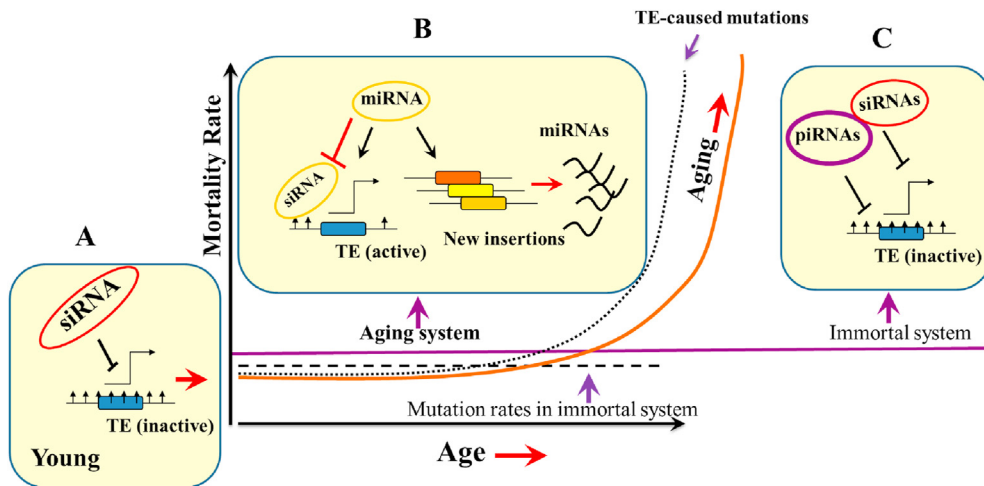 TE-caused mutations
B
C
miRNA
siRNAs
miRNAs
piRNAs
siRNA
Aging
Mortality Rate
New insertions
TE (active)
TE (inactive)
A
siRNA
Aging system
Immortal system
TE (inactive)
Mutation rates in immortal system
Young
Age